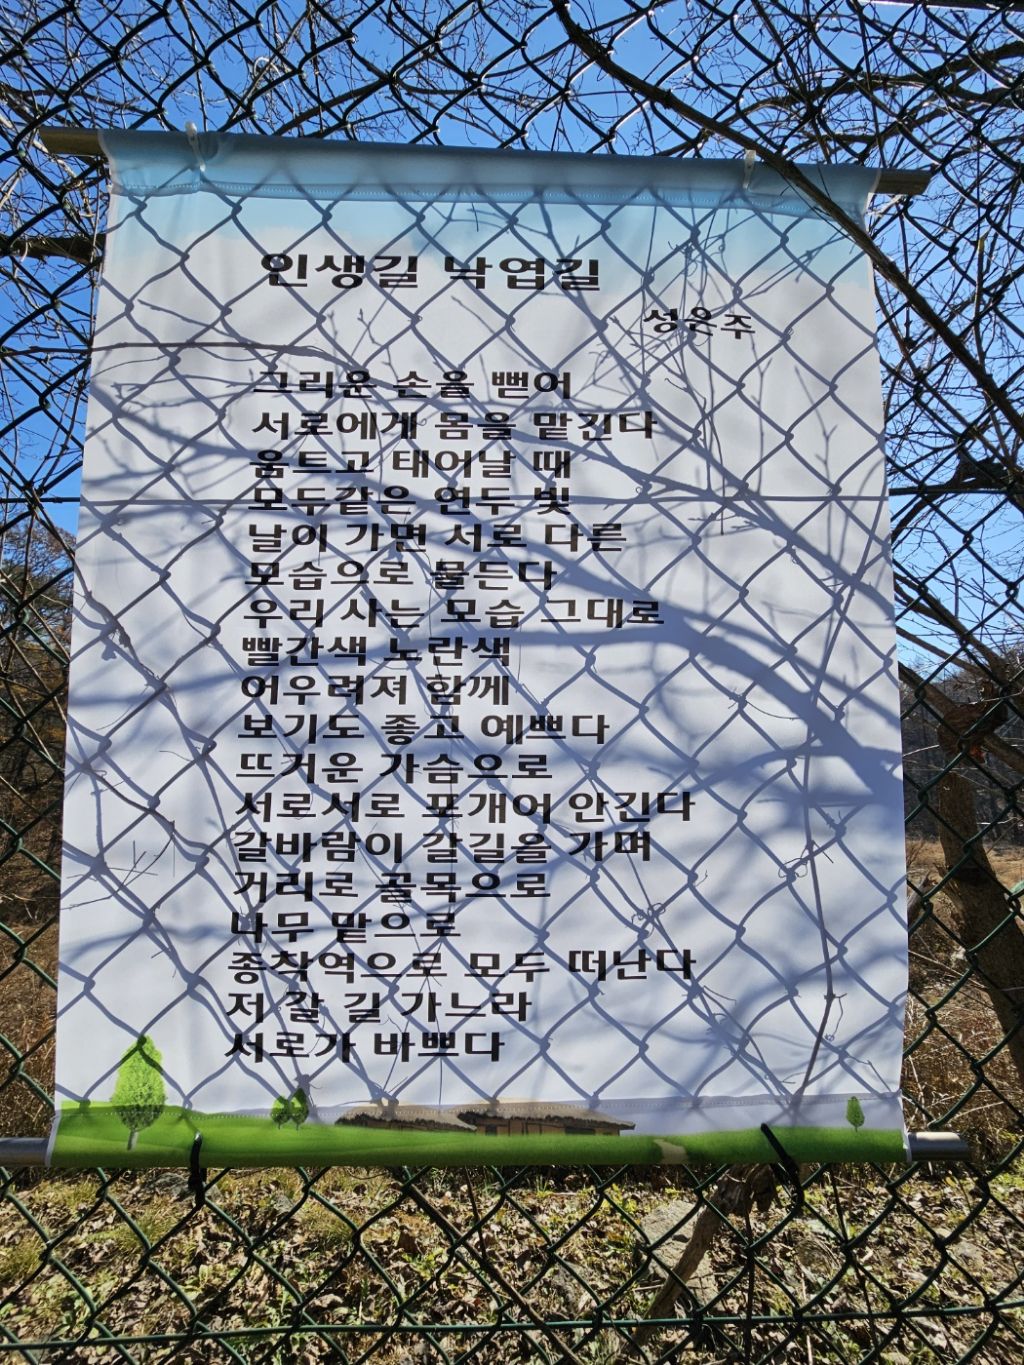 인생길 낙엽길
성은주
그리운 손을 뻗어
서로에게 몸을 맡긴다
움트고 태어날 때
모두같은 연두 빛
날이 가면 서로 다른
모습으로 물든다
우리 사는 모습 그대로
빨간색 노란색
어우려져 함께
보기도 좋고 예쁘다
뜨거운 가슴으로
서로서로 포개어 안긴다
갈바람이 갈길을 가며
거리로 골목으로
나무 맡으로
종착역으로 모두 떠난다
저 갈 길 가느라
서로가 바쁘다